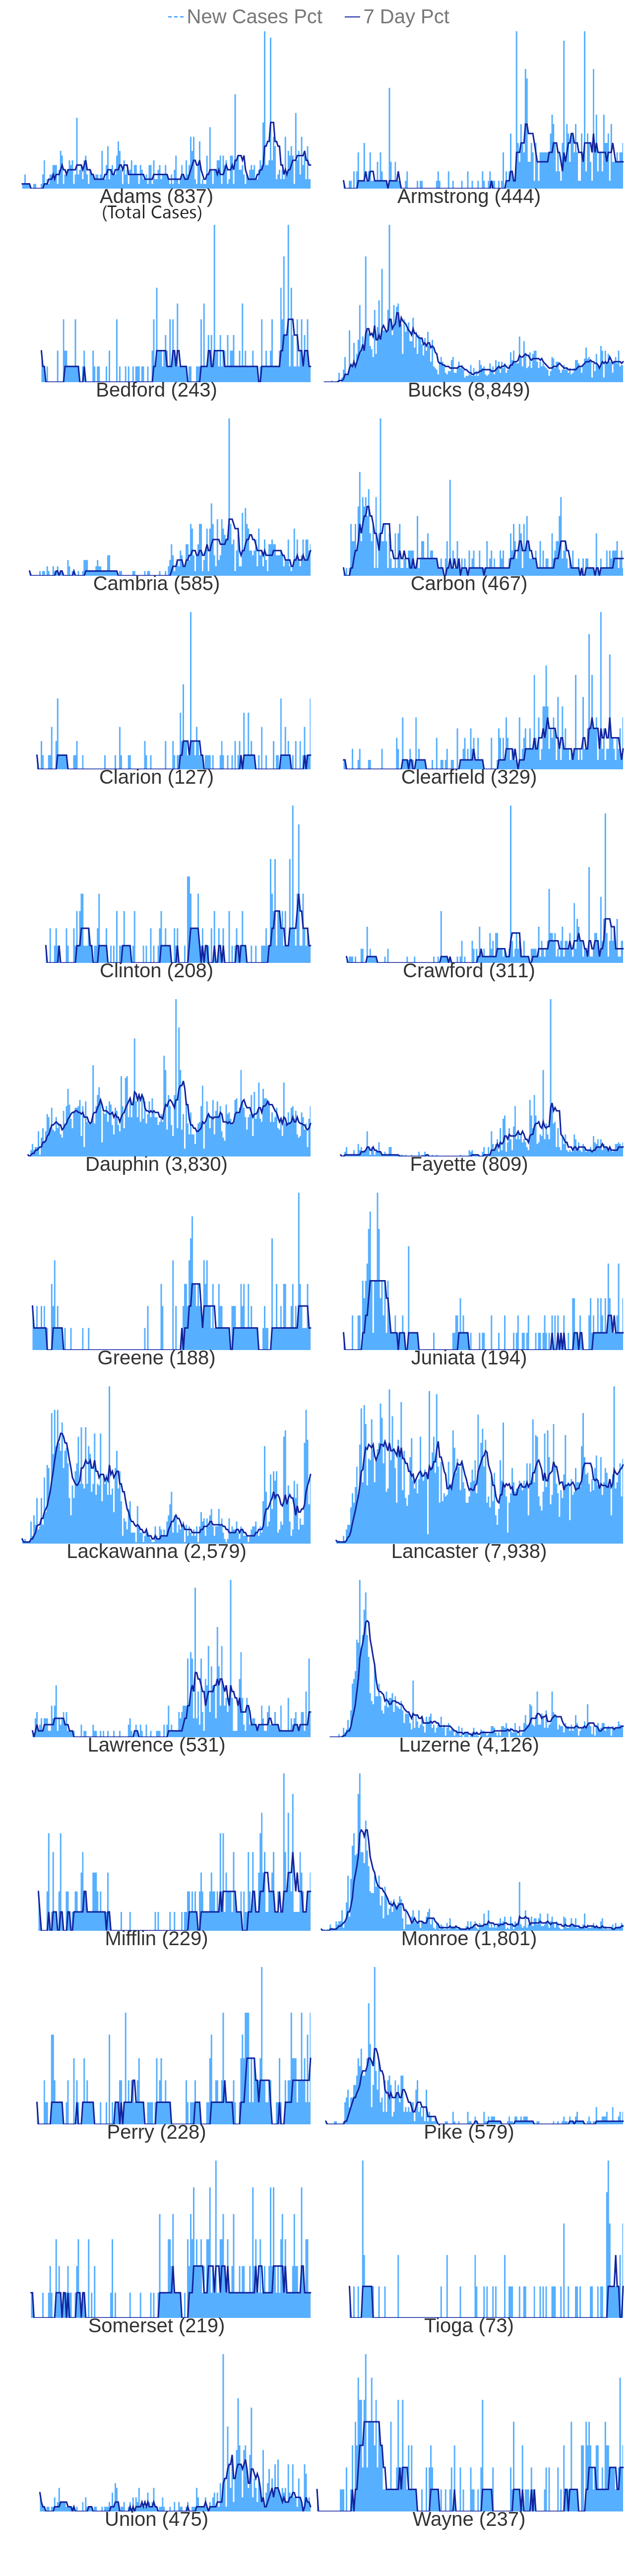 New Cases Pct 7 Day Pct
Adams (837) Armstrong (444)
(Total Cases)
Bedford (243) Bucks (8,849)
Cambria (585) Carbon (467)
Clarion (127) Clearfield (329)
Clinton (208) Crawford (311)
Dauphin (3,830) Fayette (809)
Greene (188) Juniata (194)
Lackawanna (2,579) Lancaster (7,938)
Lawrence (531) Luzerne (4,126)
Mifflin (229) Monroe (1,801)
Perry (228) Pike (579)
Somerset (219) Tioga (73)
Union (475) Wayne (237)